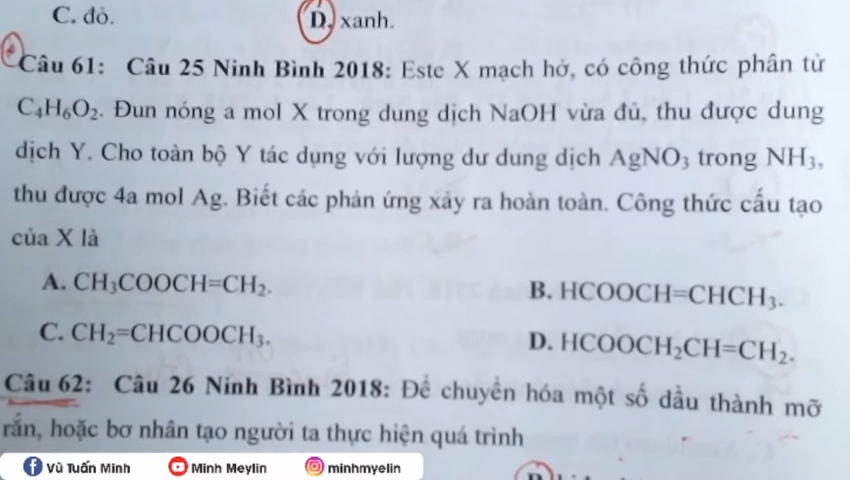 C. đỏ.
D. xanh.
Câu 61: Câu 25 Ninh Bình 2018: Este X mạch hở, có công thức phân tử
C₄H₆O₂. Đun nóng a mol X trong dung dịch NaOH vừa đủ, thu được dung
dịch Y. Cho toàn bộ Y tác dụng với lượng dư dung dịch AgNO₃ trong NH₃,
thu được 4a mol Ag. Biết các phản ứng xảy ra hoàn toàn. Công thức cấu tạo
của X là
A. CH₃COOCH=CH₂.
B. HCOOCH=CHCH₃.
C. CH₂=CHCOOCH₃.
D. HCOOCH₂CH=CH₂.
Câu 62: Câu 26 Ninh Bình 2018: Để chuyển hóa một số dầu thành mỡ
rắn, hoặc bơ nhân tạo người ta thực hiện quá trình
Vũ Tuấn Minh
Minh Meylin
minhmyelin